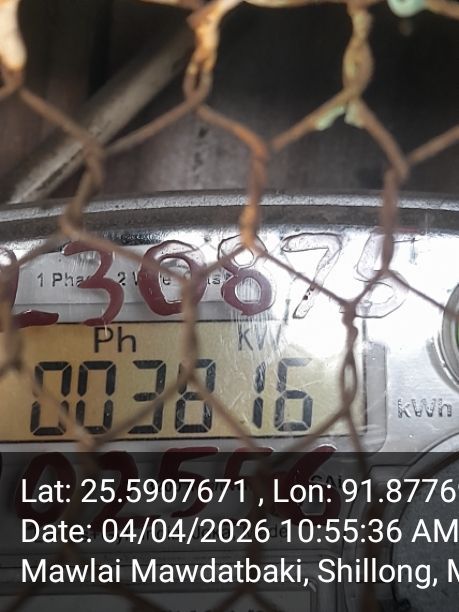 230875
1 Pha 2 Wire
Ph kW
003816
kWh
Lat: 25.5907671 , Lon: 91.8776
Date: 04/04/2026 10:55:36 AM
Mawlai Mawdatbaki, Shillong, M